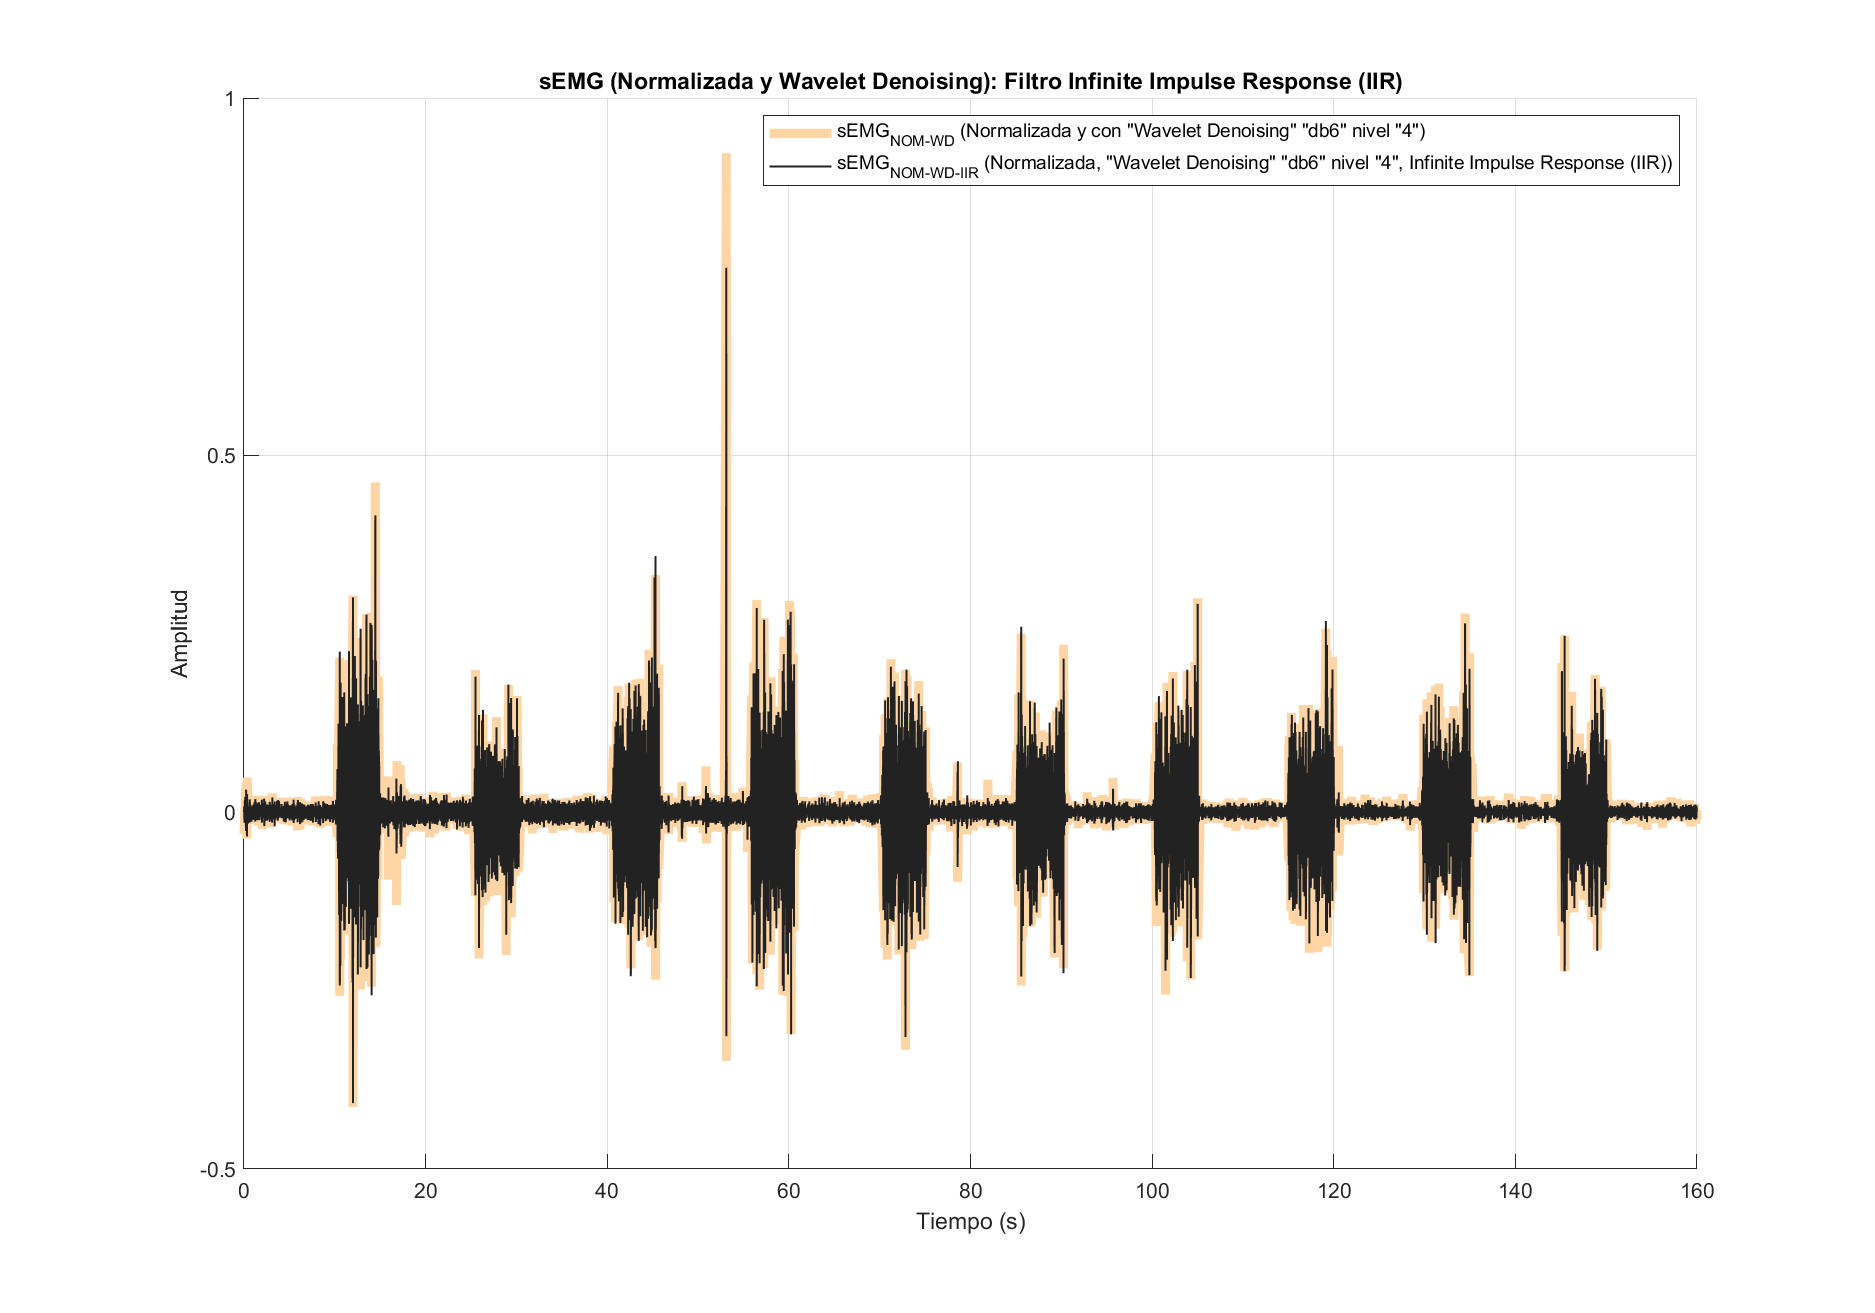 sEMG (Normalizada y Wavelet Denoising): Filtro Infinite Impulse Response (IIR)
sEMG_NOM-WD (Normalizada y con "Wavelet Denoising" "db6" nivel "4")
sEMG_NOM-WD-IIR (Normalizada, "Wavelet Denoising" "db6" nivel "4", Infinite Impulse Response (IIR))
1
0.5
0
-0.5
Amplitud
0 20 40 60 80 100 120 140 160
Tiempo (s)